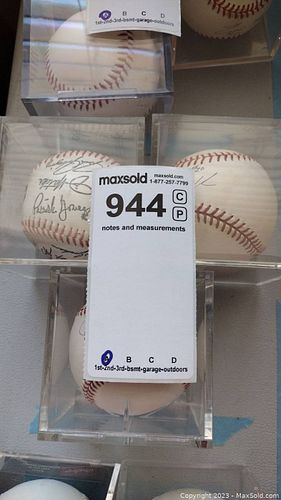 B C D
1st-2nd-3rd-bsmt-garage-outdoors
maxsold maxsold.com
1-877-257-7799
944 C
P
notes and measurements
B C D
1st-2nd-3rd-bsmt-garage-outdoors
Copyright © 2023 - MaxSold.com